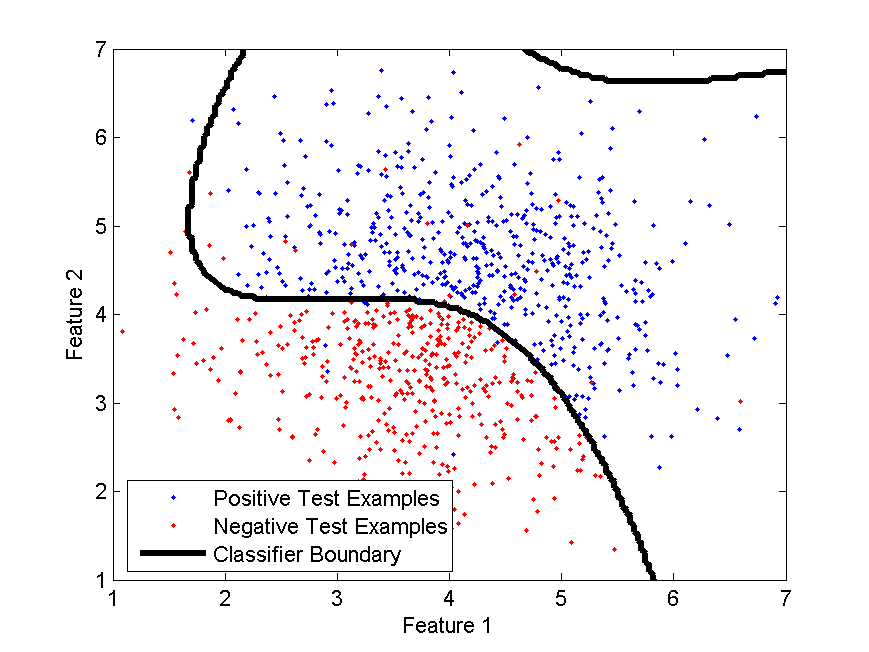 7
6
5
4
3
2
1
Feature 2
Positive Test Examples
Negative Test Examples
Classifier Boundary
1 2 3 4 5 6 7
Feature 1